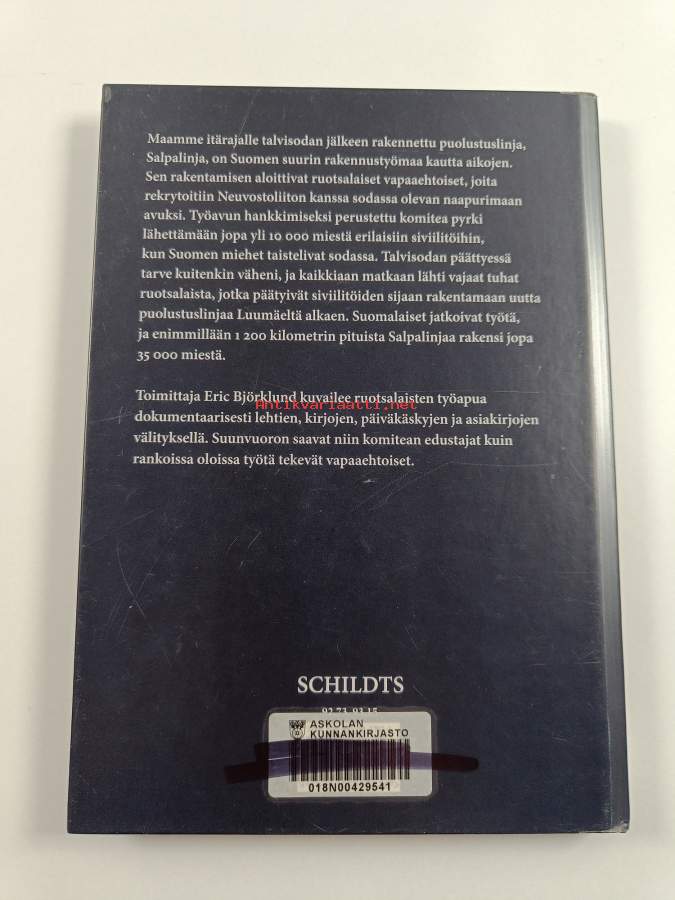 Maamme itärajalle talvisodan jälkeen rakennettu puolustuslinja,
Salpalinja, on Suomen suurin rakennustyömaa kautta aikojen.
Sen rakentamisen aloittivat ruotsalaiset vapaaehtoiset, joita
rekrytoitiin Neuvostoliiton kanssa sodassa olevan naapurimaan
avuksi. Työavun hankkimiseksi perustettu komitea pyrki
lähettämään jopa yli 10 000 miestä erilaisiin siviilitöihin,
kun Suomen miehet taistelivat sodassa. Talvisodan päättyessä
tarve kuitenkin väheni, ja kaikkiaan matkaan lähti vajaat tuhat
ruotsalaista, jotka päätyivät siviilitöiden sijaan rakentamaan uutta
puolustuslinjaa Luumäeltä alkaen. Suomalaiset jatkoivat työtä,
ja enimmillään 1 200 kilometrin pituista Salpalinjaa rakensi jopa
35 000 miestä.
Toimittaja Eric Björklund kuvailee ruotsalaisten työapua
Antikvariaatti.net
dokumentaarisesti lehtien, kirjojen, päiväkäskyjen ja asiakirjojen
välityksellä. Suunvuoron saavat niin komitean edustajat kuin
rankoissa oloissa työtä tekevät vapaaehtoiset.
SCHILDTS
92.73, 93.15
ASKOLAN
KUNNANKIRJASTO
018N00429541